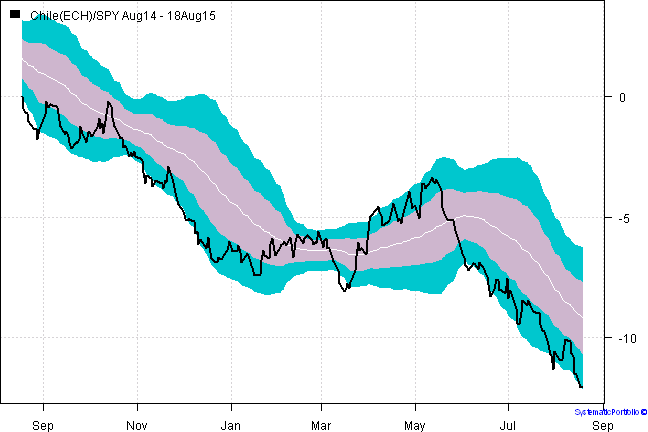 Chile(ECH)/SPY Aug14 - 18Aug15
0
-5
-10
Sep Nov Jan Mar May Jul Sep
SystematicPortfolio ©